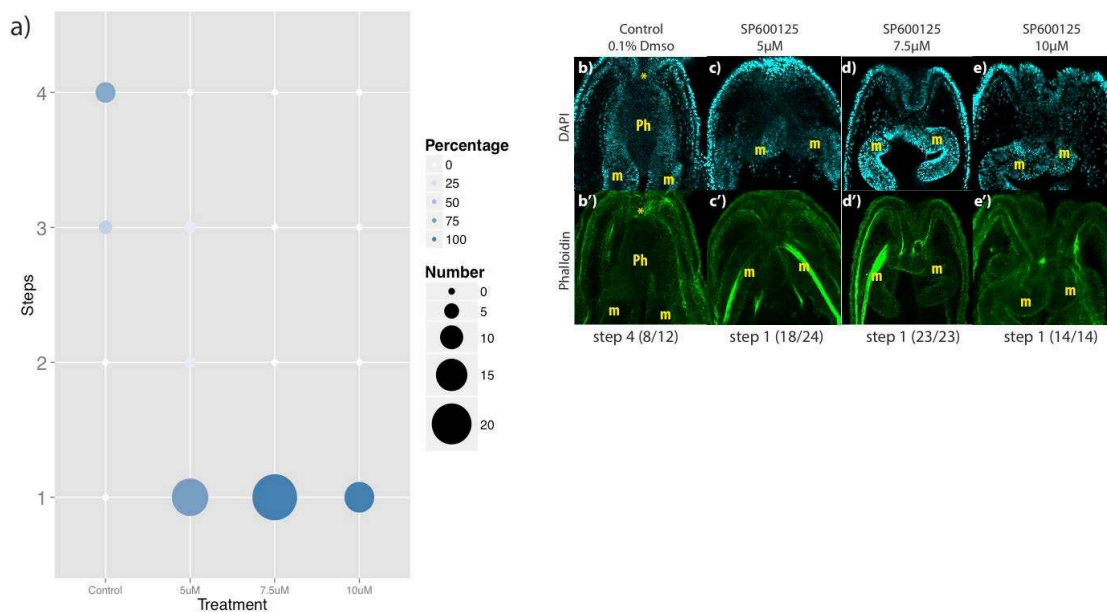 a)
4
3
2
1
Steps
Control
5uM
7.5uM
10uM
Treatment
Percentage
0
25
50
75
100
Number
0
5
10
15
20
Control
0.1% Dmso
SP600125
5µM
SP600125
7.5µM
SP600125
10µM
DAPI
b)
*
Ph
m
m
c)
m
m
d)
m
m
e)
m
m
Phalloidin
b')
*
Ph
m
m
c')
m
m
d')
m
m
e')
m
m
step 4 (8/12)
step 1 (18/24)
step 1 (23/23)
step 1 (14/14)